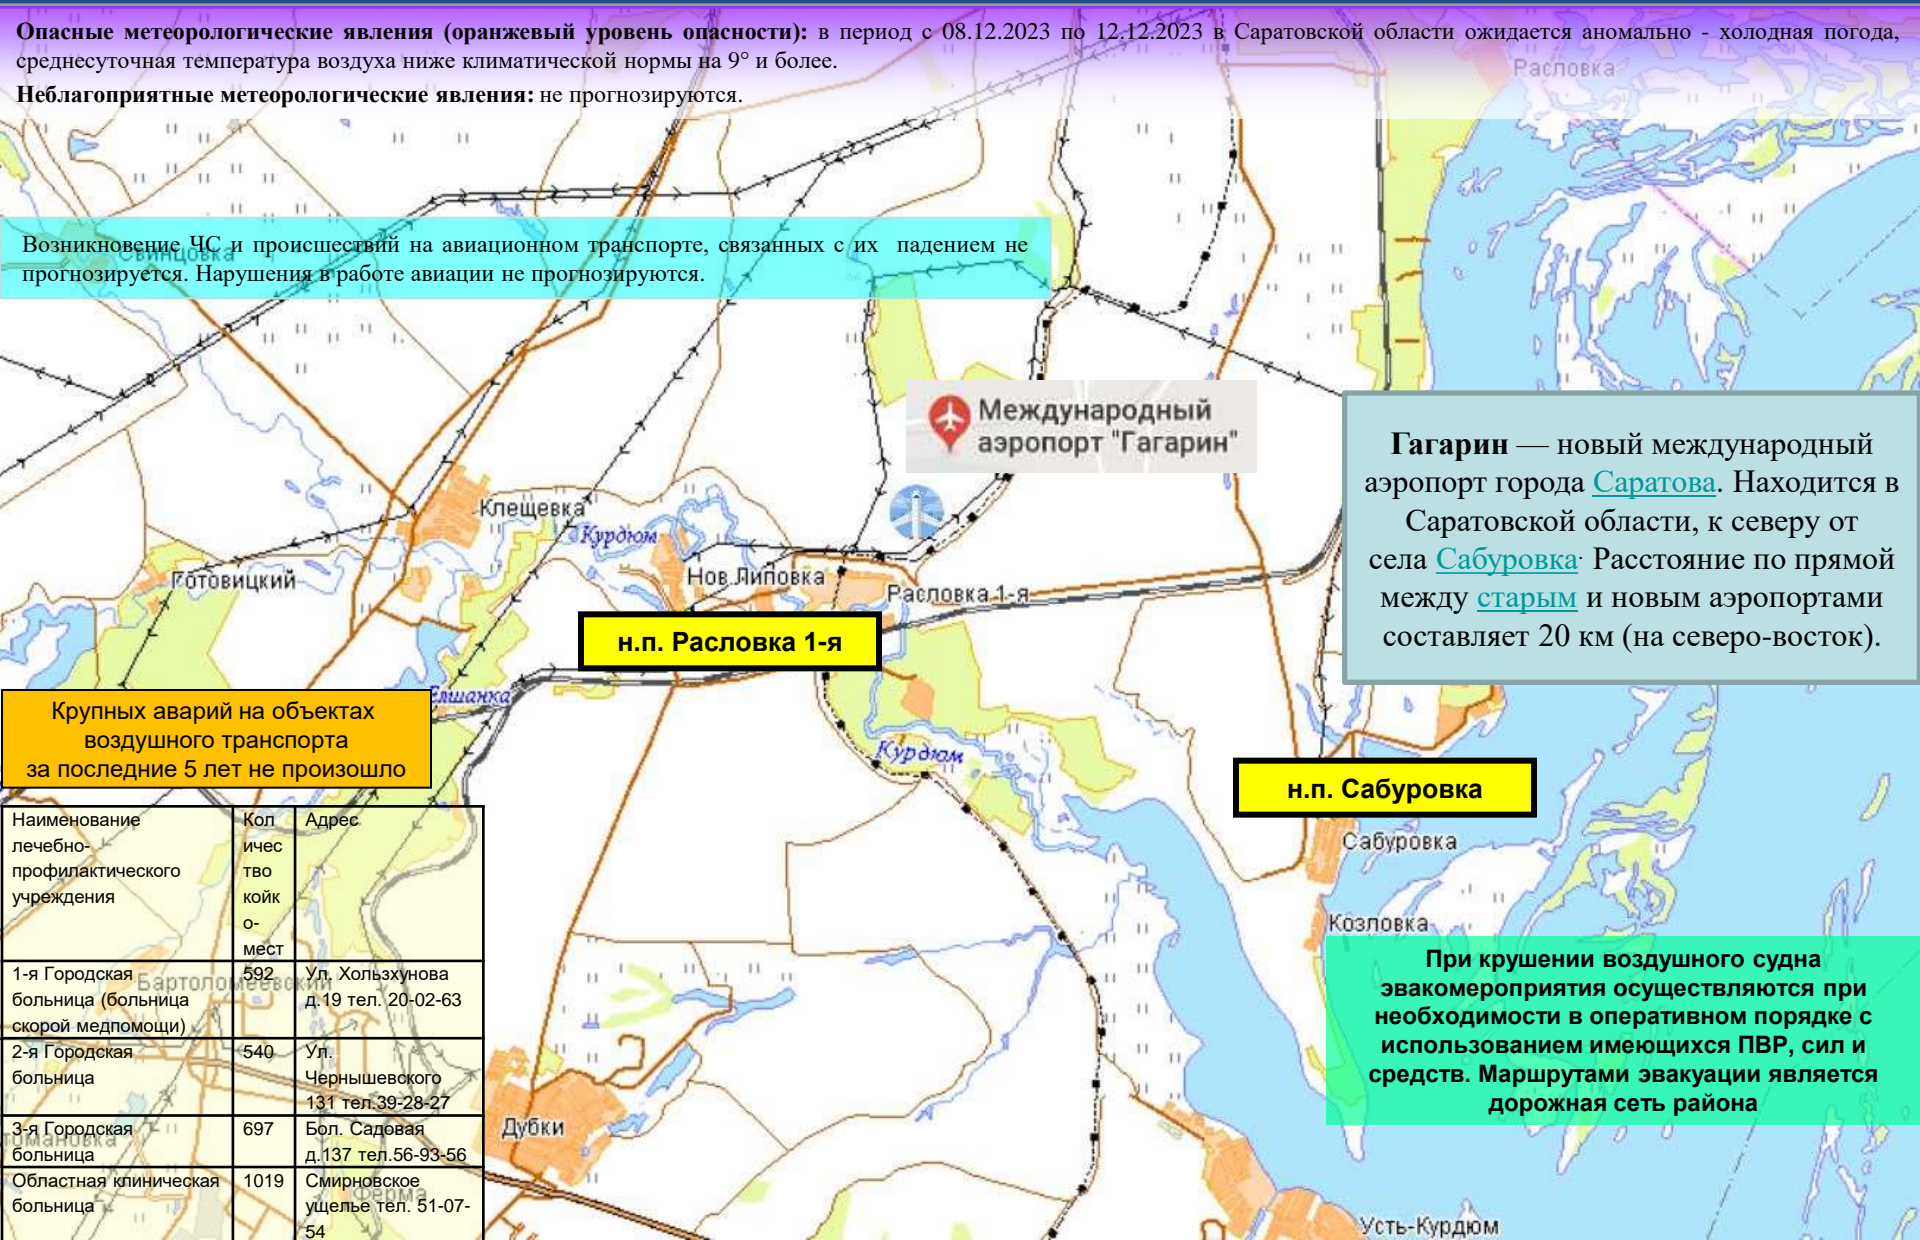 Опасные метеорологические явления (оранжевый уровень опасности): в период с 08.12.2023 по 12.12.2023 в Саратовской области ожидается аномально - холодная погода,
среднесуточная температура воздуха ниже климатической нормы на 9° и более.
Неблагоприятные метеорологические явления: не прогнозируются.
Расловка
Возникновение ЧС и происшествий на авиационном транспорте, связанных с их падением не
прогнозируется. Нарушения в работе авиации не прогнозируются.
Свинцовка
Международный
аэропорт "Гагарин"
Гагарин — новый международный
аэропорт города Саратова. Находится в
Саратовской области, к северу от
села Сабуровка. Расстояние по прямой
между старым и новым аэропортами
составляет 20 км (на северо-восток).
Клещевка
Курдюм
Готовицкий
Нов.Липовка
Расловка 1-я
н.п. Расловка 1-я
Елшанка
Крупных аварий на объектах
воздушного транспорта
за последние 5 лет не произошло
Курдюм
н.п. Сабуровка
Сабуровка
Козловка
Наименование
лечебно-
профилактического
учреждения
Кол
ичес
тво
койк
о-
мест
Адрес
1-я Городская
больница (больница
скорой медпомощи)
592
Ул. Хользхунова
д.19 тел. 20-02-63
Бартоломеевский
2-я Городская
больница
540
Ул.
Чернышевского
131 тел.39-28-27
3-я Городская
больница
697
Бол. Садовая
д.137 тел.56-93-56
Областная клиническая
больница
1019
Смирновское
ущелье тел. 51-07-
54
Ферма
Дубки
При крушении воздушного судна
эвакомероприятия осуществляются при
необходимости в оперативном порядке с
использованием имеющихся ПВР, сил и
средств. Маршрутами эвакуации является
дорожная сеть района
Усть-Курдюм